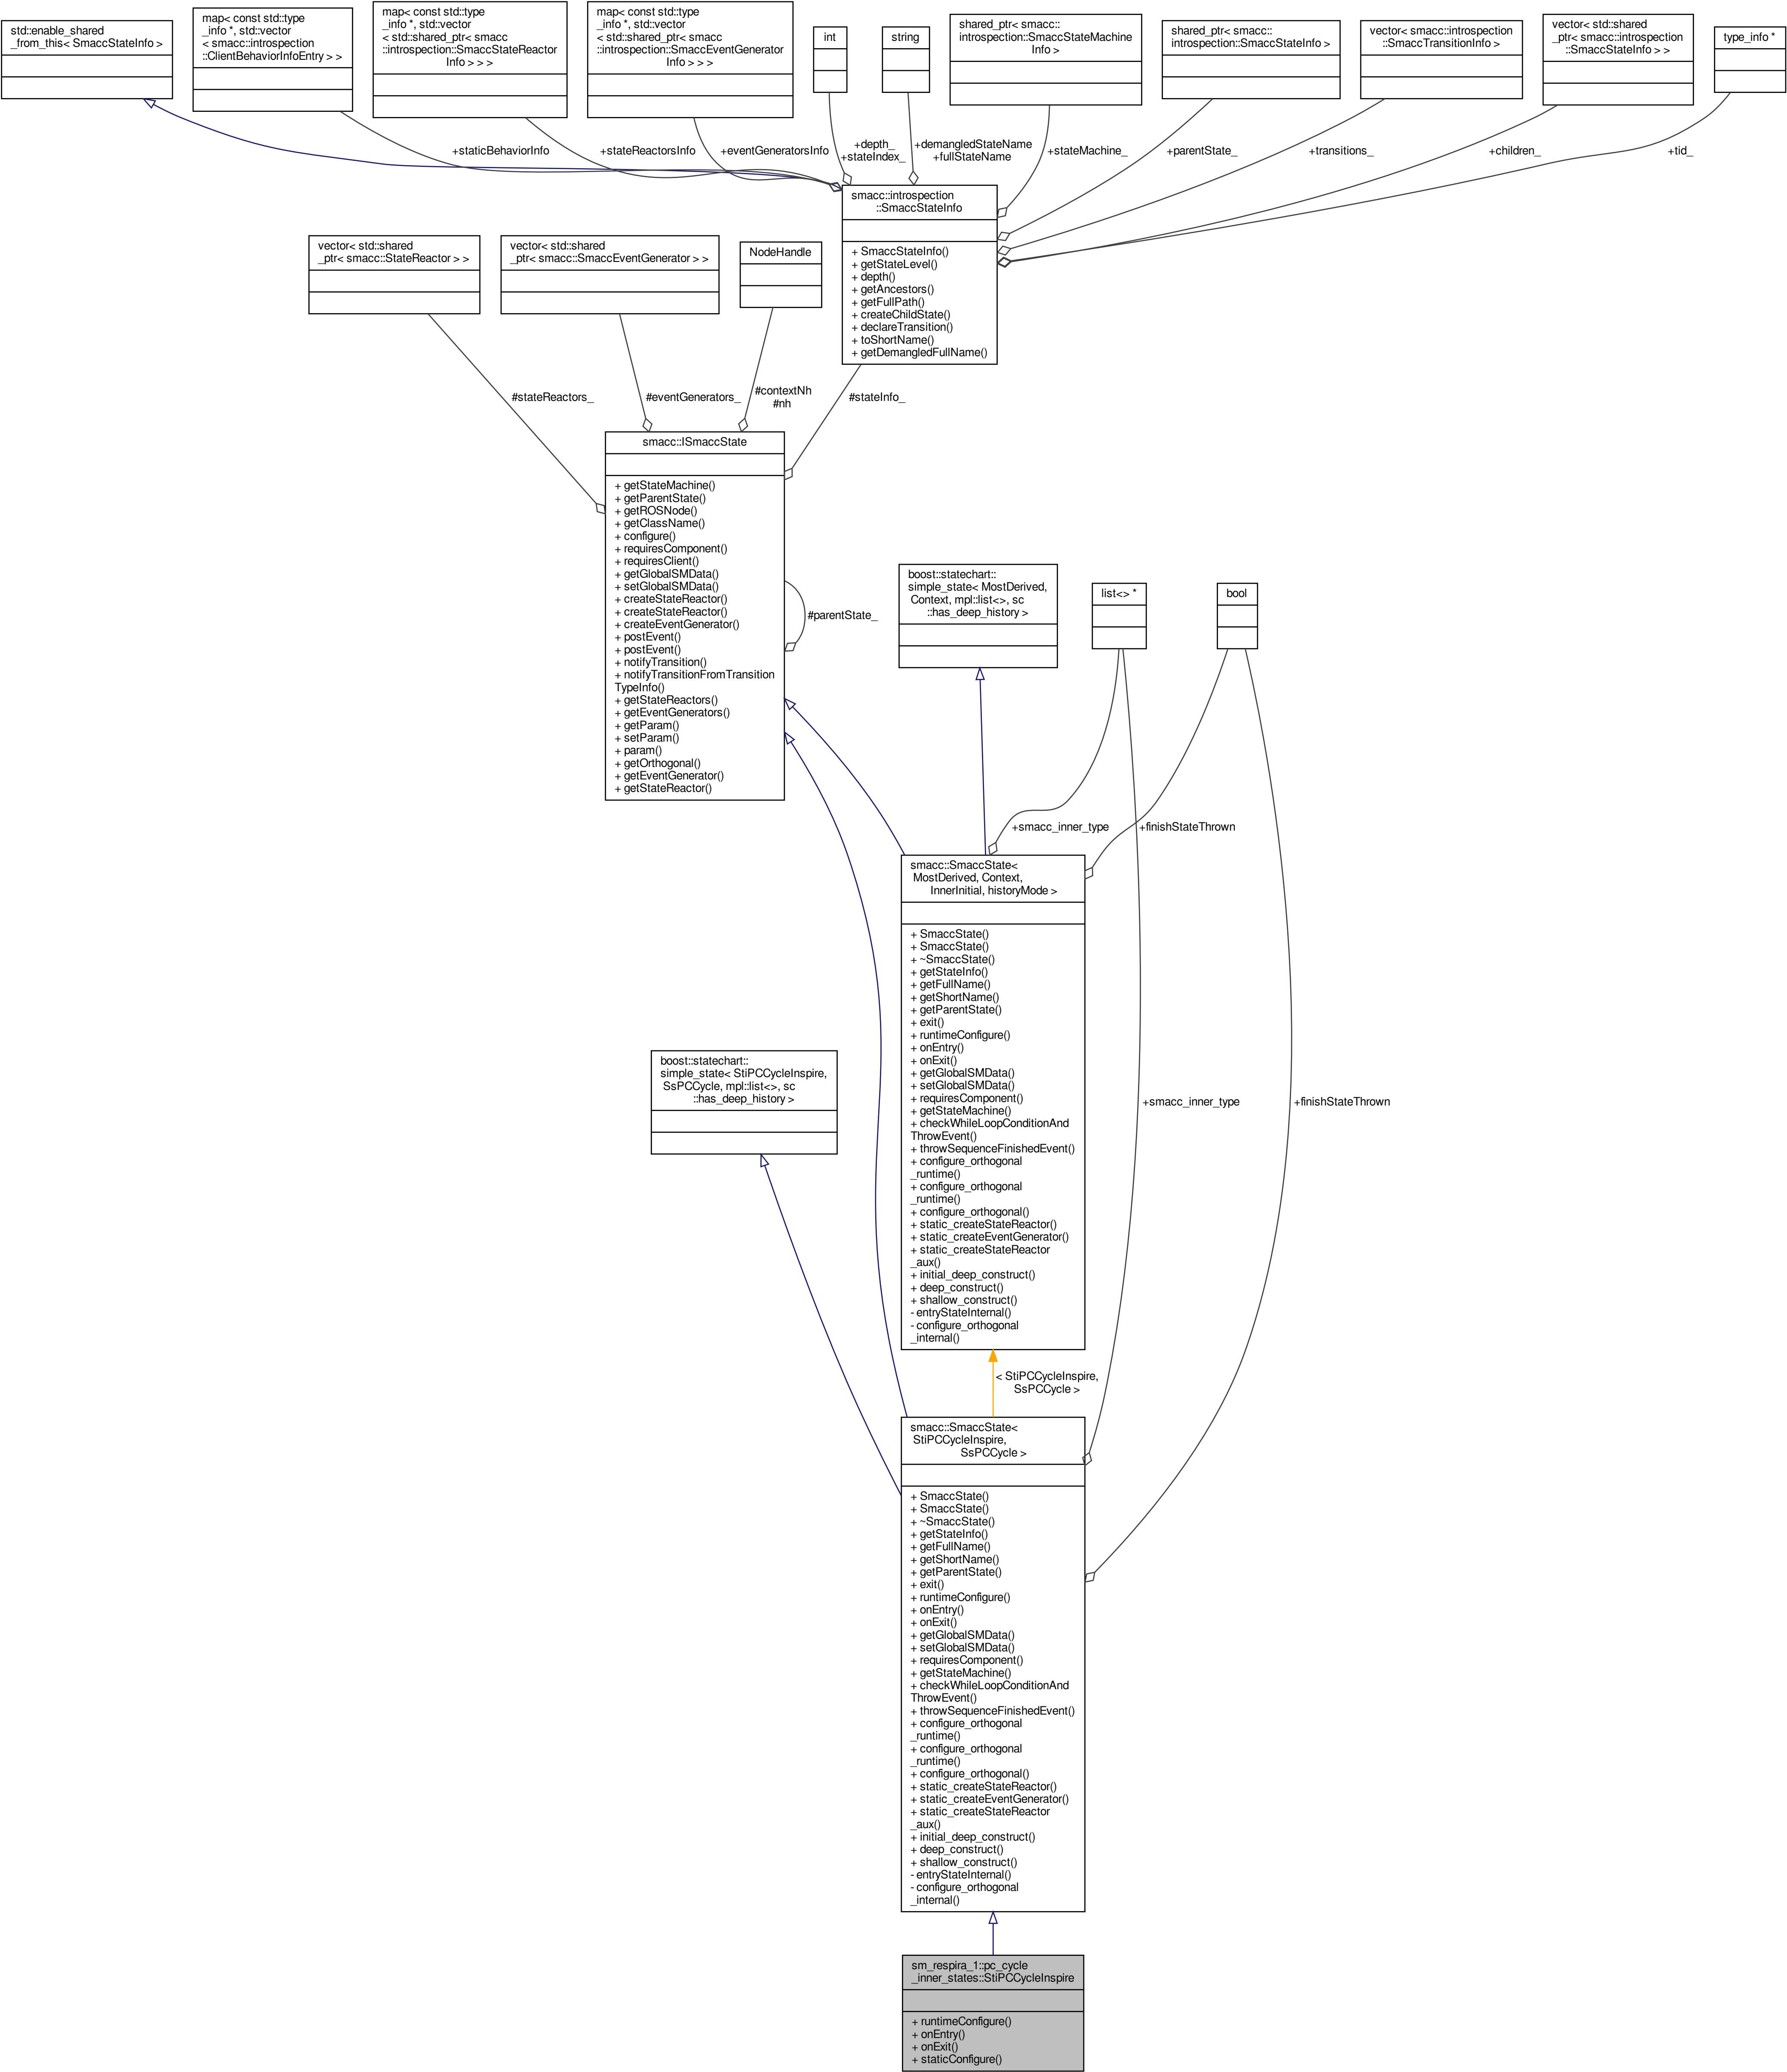 std::enable_shared
_from_this< SmaccStateInfo >
map< const std::type
_info *, std::vector
< smacc::introspection
::ClientBehaviorInfoEntry > >
map< const std::type
_info *, std::vector
< std::shared_ptr< smacc
::introspection::SmaccStateReactor
Info > > >
map< const std::type
_info *, std::vector
< std::shared_ptr< smacc
::introspection::SmaccEventGenerator
Info > > >
int
string
shared_ptr< smacc::
introspection::SmaccStateMachine
Info >
shared_ptr< smacc::
introspection::SmaccStateInfo >
vector< smacc::introspection
::SmaccTransitionInfo >
vector< std::shared
_ptr< smacc::introspection
::SmaccStateInfo > >
type_info *
+staticBehaviorInfo
+stateReactorsInfo
+eventGeneratorsInfo
+depth_
+stateIndex_
+demangledStateName
+fullStateName
+stateMachine_
+parentState_
+transitions_
+children_
+tid_
smacc::introspection
::SmaccStateInfo
+ SmaccStateInfo()
+ getStateLevel()
+ depth()
+ getAncestors()
+ getFullPath()
+ createChildState()
+ declareTransition()
+ toShortName()
+ getDemangledFullName()
vector< std::shared
_ptr< smacc::StateReactor > >
vector< std::shared
_ptr< smacc::SmaccEventGenerator > >
NodeHandle
#stateReactors_
#eventGenerators_
#contextNh
#nh
#stateInfo_
smacc::ISmaccState
+ getStateMachine()
+ getParentState()
+ getROSNode()
+ getClassName()
+ configure()
+ requiresComponent()
+ requiresClient()
+ getGlobalSMData()
+ setGlobalSMData()
+ createStateReactor()
+ createStateReactor()
+ createEventGenerator()
+ postEvent()
+ postEvent()
+ notifyTransition()
+ notifyTransitionFromTransition
TypeInfo()
+ getStateReactors()
+ getEventGenerators()
+ getParam()
+ setParam()
+ param()
+ getOrthogonal()
+ getEventGenerator()
+ getStateReactor()
#parentState_
boost::statechart::
simple_state< MostDerived,
Context, mpl::list<>, sc
::has_deep_history >
list<> *
bool
+smacc_inner_type
+finishStateThrown
smacc::SmaccState<
MostDerived, Context,
InnerInitial, historyMode >
+ SmaccState()
+ SmaccState()
+ ~SmaccState()
+ getStateInfo()
+ getFullName()
+ getShortName()
+ getParentState()
+ exit()
+ runtimeConfigure()
+ onEntry()
+ onExit()
+ getGlobalSMData()
+ setGlobalSMData()
+ requiresComponent()
+ getStateMachine()
+ checkWhileLoopConditionAnd
ThrowEvent()
+ throwSequenceFinishedEvent()
+ configure_orthogonal
_runtime()
+ configure_orthogonal
_runtime()
+ configure_orthogonal()
+ static_createStateReactor()
+ static_createEventGenerator()
+ static_createStateReactor
_aux()
+ initial_deep_construct()
+ deep_construct()
+ shallow_construct()
- entryStateInternal()
- configure_orthogonal
_internal()
boost::statechart::
simple_state< StiPCCycleInspire,
SsPCCycle, mpl::list<>, sc
::has_deep_history >
+smacc_inner_type
+finishStateThrown
< StiPCCycleInspire,
SsPCCycle >
smacc::SmaccState<
StiPCCycleInspire,
SsPCCycle >
+ SmaccState()
+ SmaccState()
+ ~SmaccState()
+ getStateInfo()
+ getFullName()
+ getShortName()
+ getParentState()
+ exit()
+ runtimeConfigure()
+ onEntry()
+ onExit()
+ getGlobalSMData()
+ setGlobalSMData()
+ requiresComponent()
+ getStateMachine()
+ checkWhileLoopConditionAnd
ThrowEvent()
+ throwSequenceFinishedEvent()
+ configure_orthogonal
_runtime()
+ configure_orthogonal
_runtime()
+ configure_orthogonal()
+ static_createStateReactor()
+ static_createEventGenerator()
+ static_createStateReactor
_aux()
+ initial_deep_construct()
+ deep_construct()
+ shallow_construct()
- entryStateInternal()
- configure_orthogonal
_internal()
sm_respira_1::pc_cycle
_inner_states::StiPCCycleInspire
+ runtimeConfigure()
+ onEntry()
+ onExit()
+ staticConfigure()